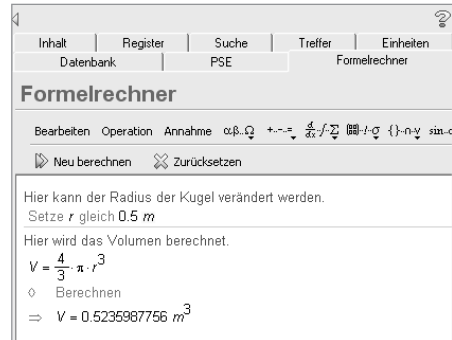 Inhalt Register Suche Treffer Einheiten
Datenbank PSE Formelrechner
Formelrechner
Bearbeiten Operation Annahme αβ..Ω +-·-=, d/dx·∫·Σ {}·∩·∨
Neu berechnen Zurücksetzen
Hier kann der Radius der Kugel verändert werden.
Setze r gleich 0.5 m
Hier wird das Volumen berechnet.
V = 4/3 · π · r³
◊ Berechnen
⇒ V = 0.5235987756 m³